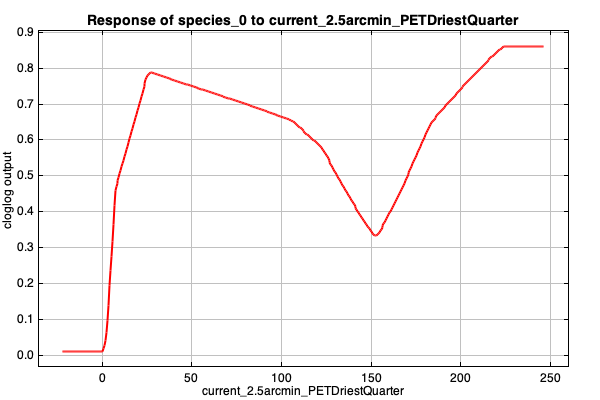 Response of species_0 to current_2.5arcmin_PETDriestQuarter
cloglog output
0.9
0.8
0.7
0.6
0.5
0.4
0.3
0.2
0.1
0.0
0 50 100 150 200 250
current_2.5arcmin_PETDriestQuarter